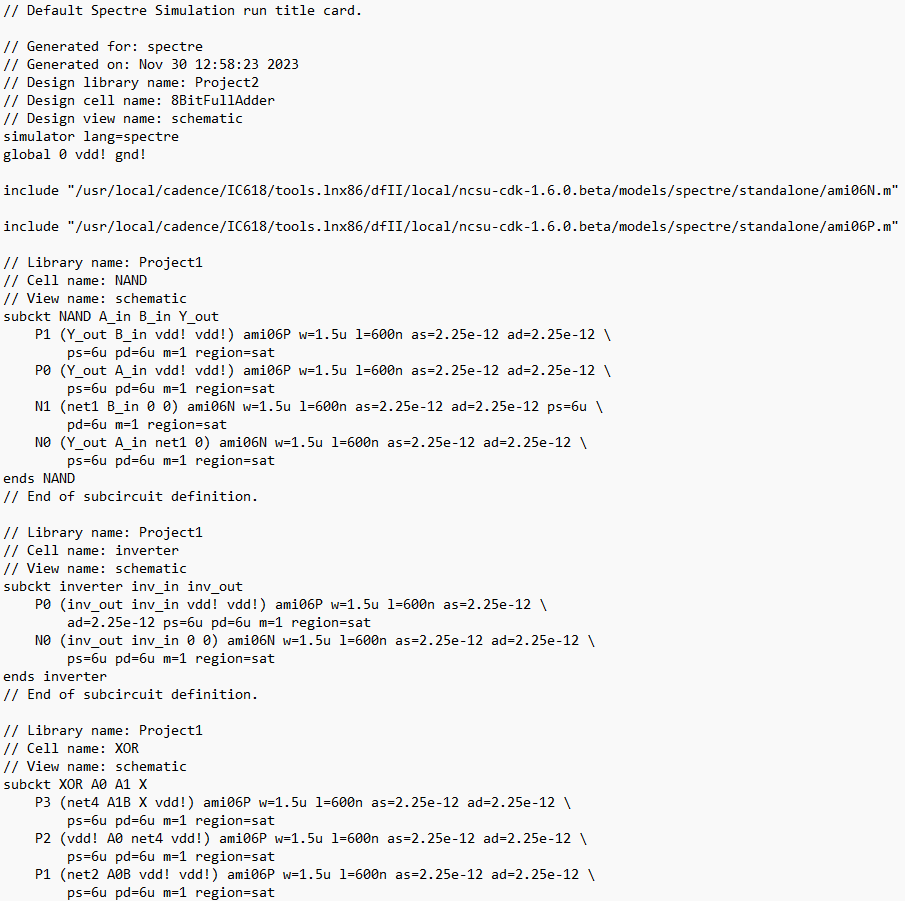 // Default Spectre Simulation run title card.
// Generated for: spectre
// Generated on: Nov 30 12:58:23 2023
// Design library name: Project2
// Design cell name: 8BitFullAdder
// Design view name: schematic
simulator lang=spectre
global 0 vdd! gnd!
include "/usr/local/cadence/IC618/tools.lnx86/dfII/local/ncsu-cdk-1.6.0.beta/models/spectre/standalone/ami06N.m"
include "/usr/local/cadence/IC618/tools.lnx86/dfII/local/ncsu-cdk-1.6.0.beta/models/spectre/standalone/ami06P.m"
// Library name: Project1
// Cell name: NAND
// View name: schematic
subckt NAND A_in B_in Y_out
P1 (Y_out B_in vdd! vdd!) ami06P w=1.5u l=600n as=2.25e-12 ad=2.25e-12 \
ps=6u pd=6u m=1 region=sat
P0 (Y_out A_in vdd! vdd!) ami06P w=1.5u l=600n as=2.25e-12 ad=2.25e-12 \
ps=6u pd=6u m=1 region=sat
N1 (net1 B_in 0 0) ami06N w=1.5u l=600n as=2.25e-12 ad=2.25e-12 ps=6u \
pd=6u m=1 region=sat
N0 (Y_out A_in net1 0) ami06N w=1.5u l=600n as=2.25e-12 ad=2.25e-12 \
ps=6u pd=6u m=1 region=sat
ends NAND
// End of subcircuit definition.
// Library name: Project1
// Cell name: inverter
// View name: schematic
subckt inverter inv_in inv_out
P0 (inv_out inv_in vdd! vdd!) ami06P w=1.5u l=600n as=2.25e-12 \
ad=2.25e-12 ps=6u pd=6u m=1 region=sat
N0 (inv_out inv_in 0 0) ami06N w=1.5u l=600n as=2.25e-12 ad=2.25e-12 \
ps=6u pd=6u m=1 region=sat
ends inverter
// End of subcircuit definition.
// Library name: Project1
// Cell name: XOR
// View name: schematic
subckt XOR A0 A1 X
P3 (net4 A1B X vdd!) ami06P w=1.5u l=600n as=2.25e-12 ad=2.25e-12 \
ps=6u pd=6u m=1 region=sat
P2 (vdd! A0 net4 vdd!) ami06P w=1.5u l=600n as=2.25e-12 ad=2.25e-12 \
ps=6u pd=6u m=1 region=sat
P1 (net2 A0B vdd! vdd!) ami06P w=1.5u l=600n as=2.25e-12 ad=2.25e-12 \
ps=6u pd=6u m=1 region=sat